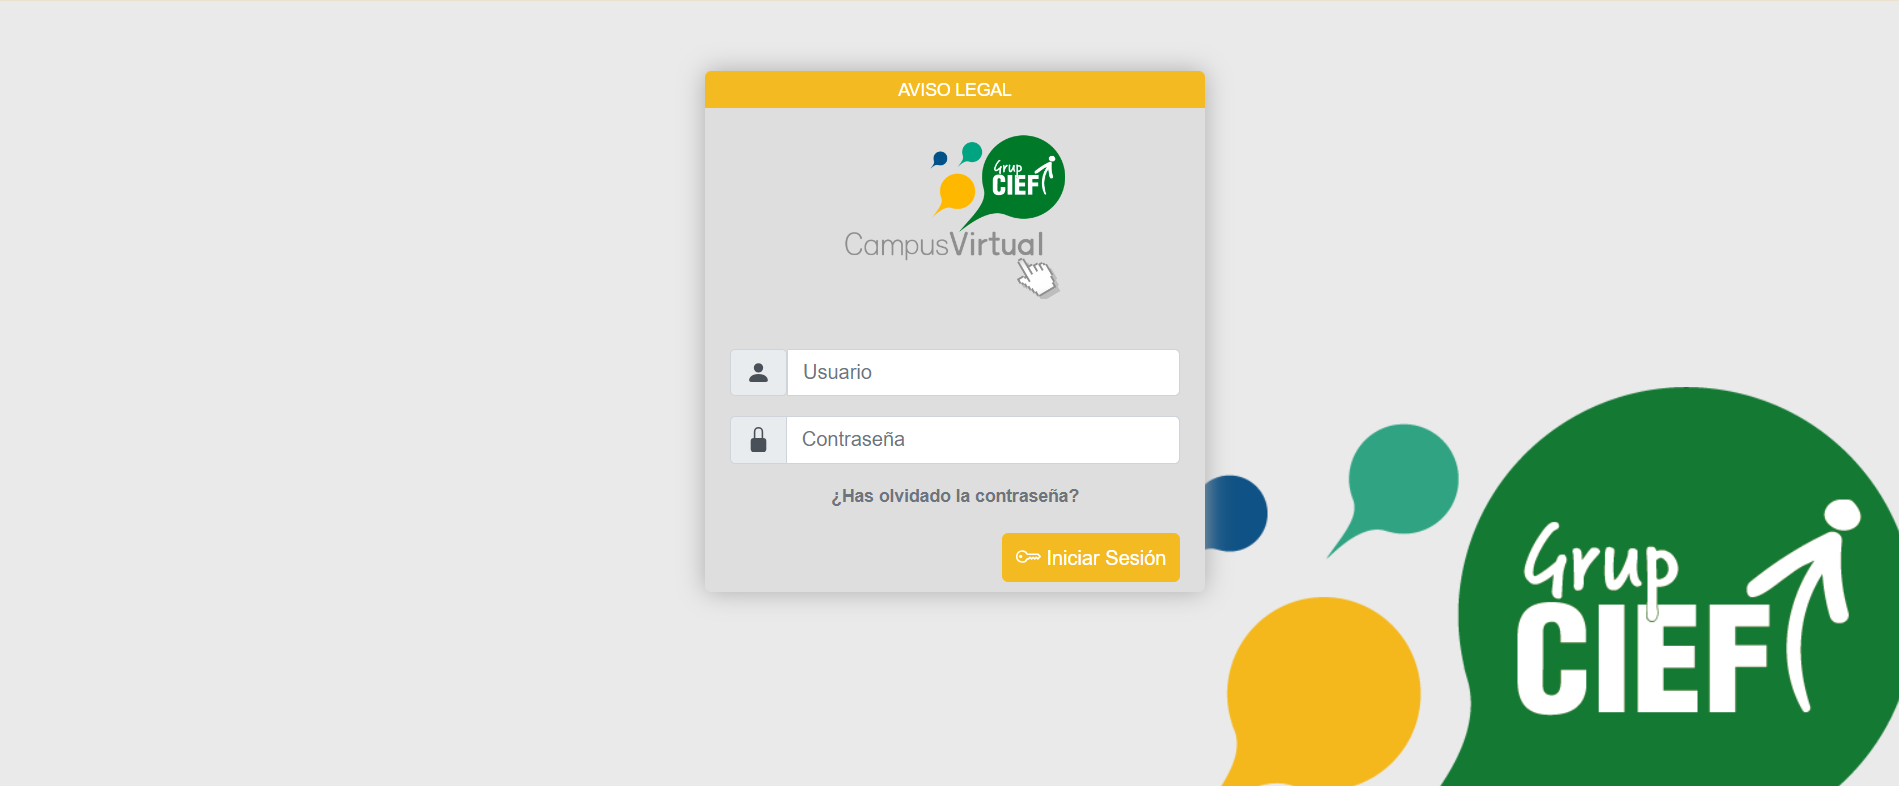 AVISO LEGAL
Grup
CIEF
CampusVirtual
Usuario
Contraseña
¿Has olvidado la contraseña?
Iniciar Sesión
Grup
CIEF